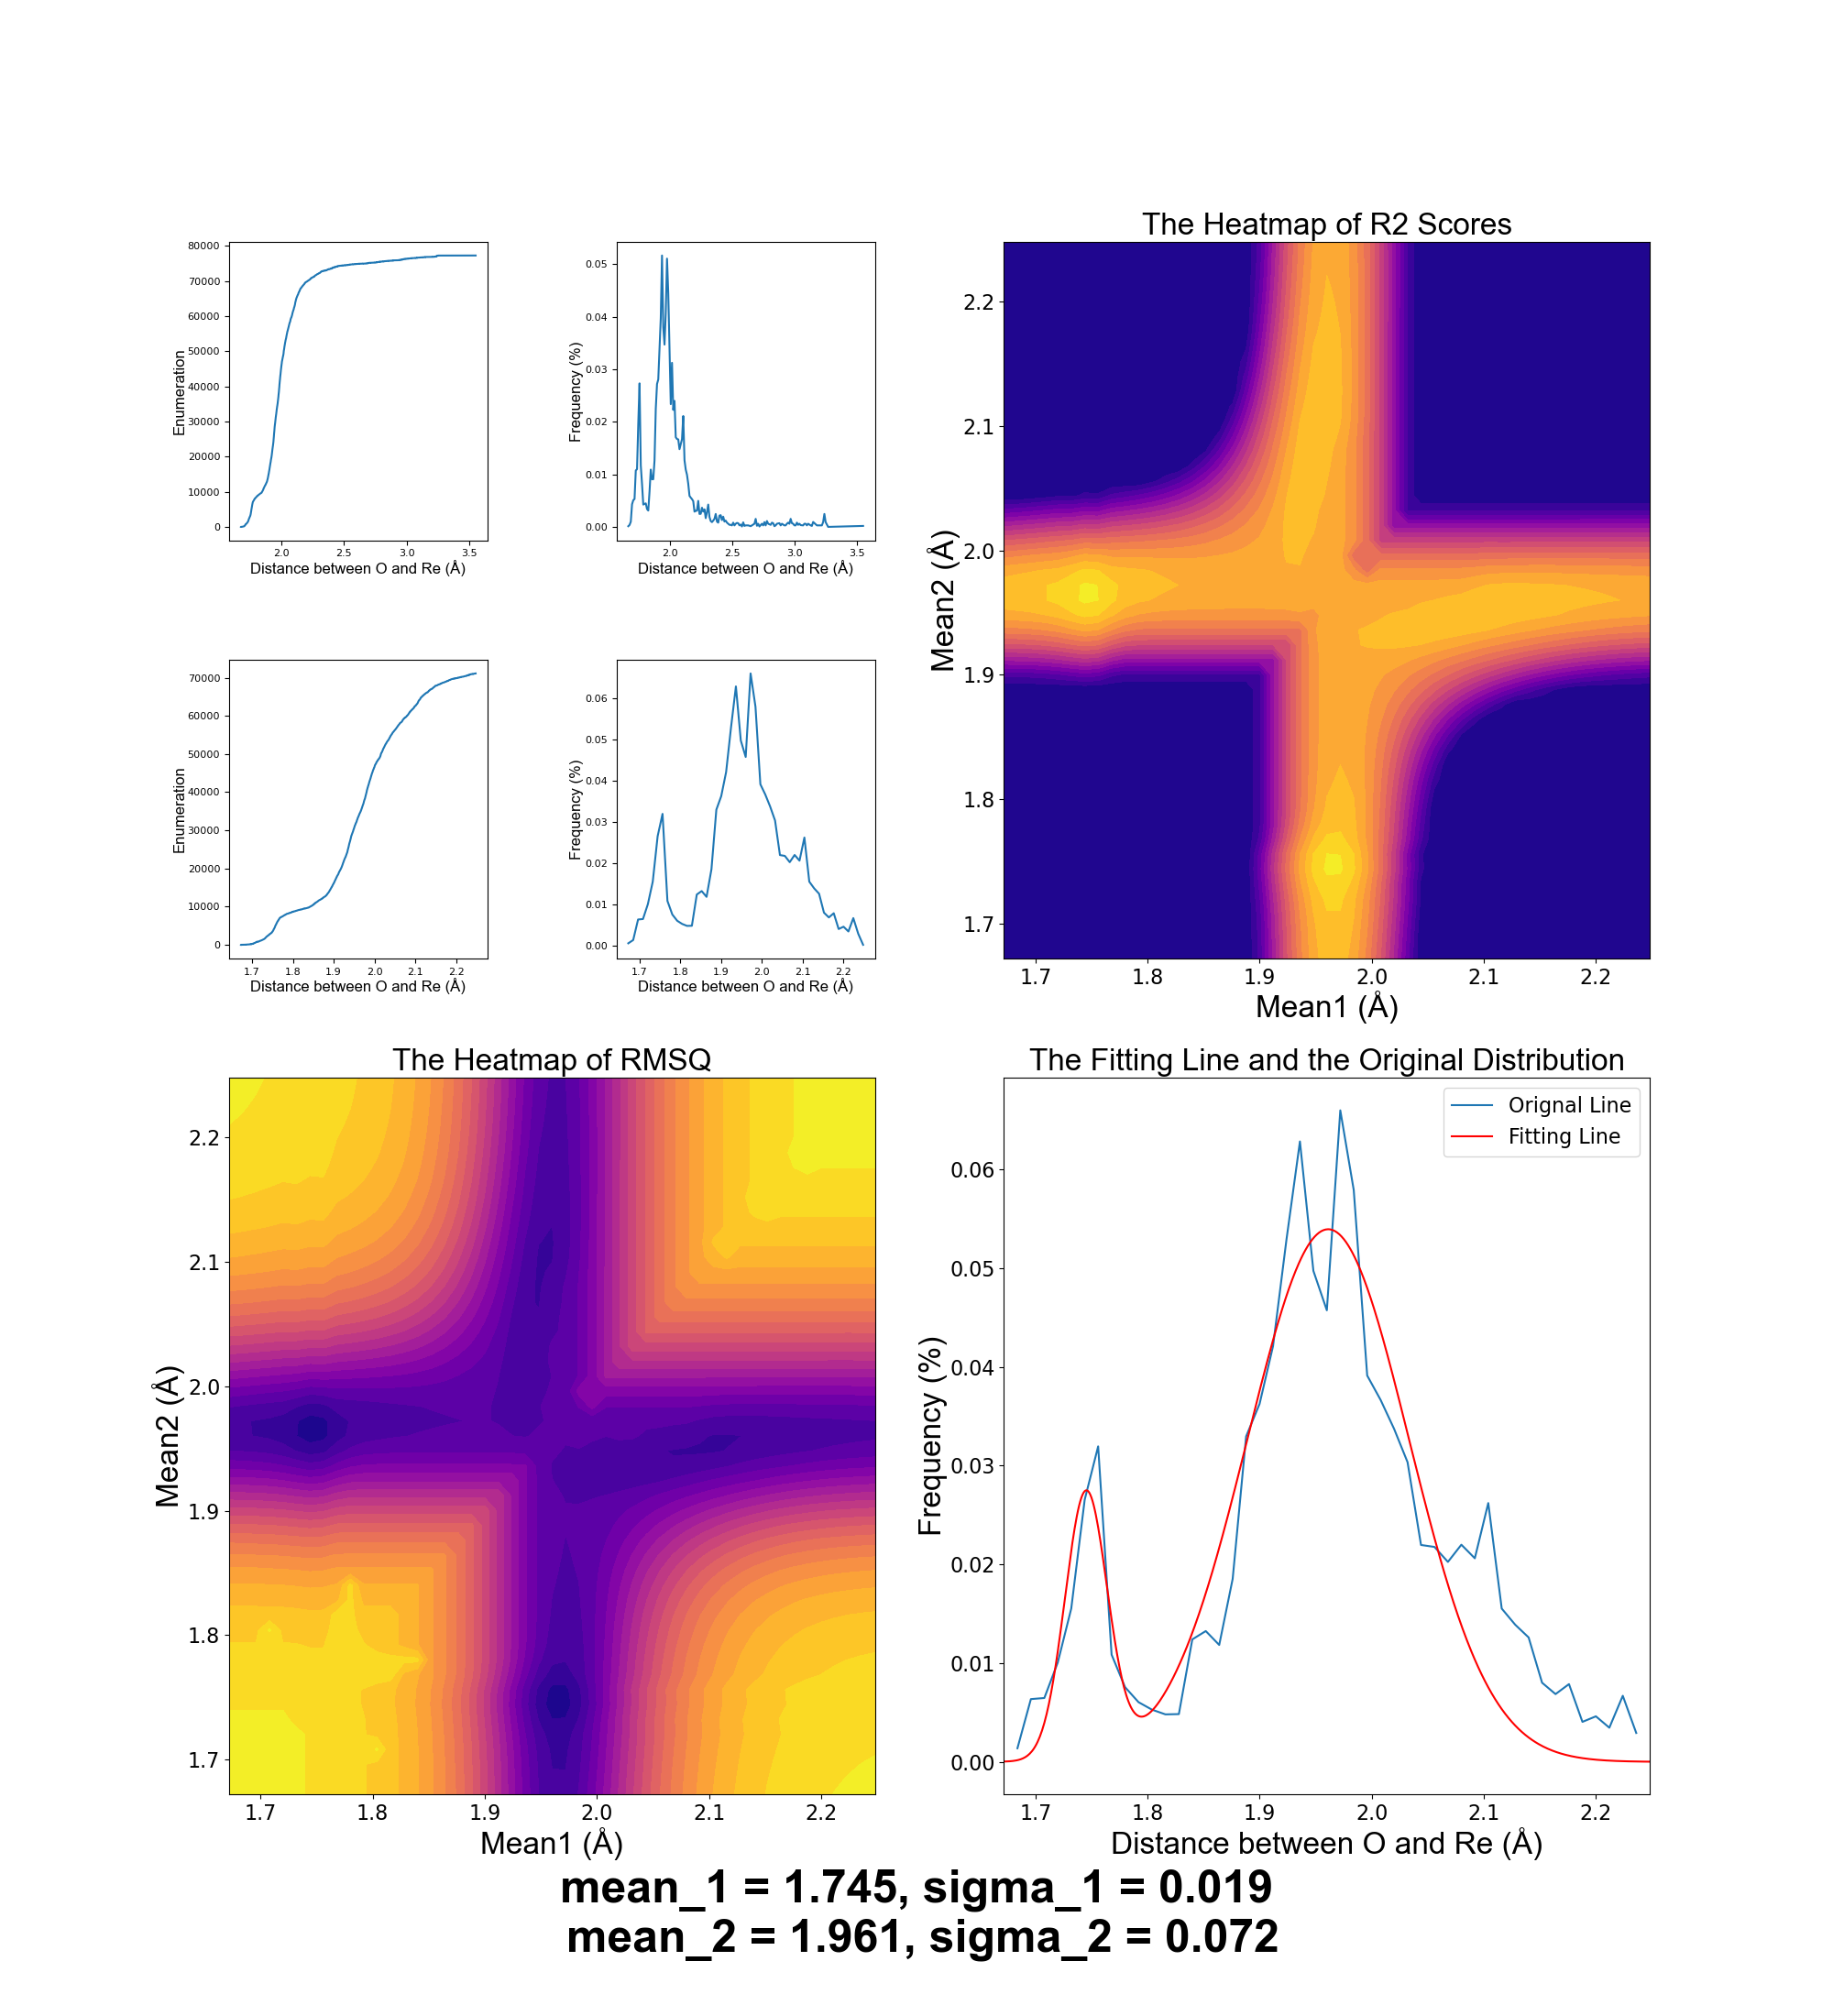 80000
70000
60000
50000
40000
30000
20000
10000
0
Enumeration
2.0 2.5 3.0 3.5
Distance between O and Re (Å)
0.05
0.04
0.03
0.02
0.01
0.00
Frequency (%)
2.0 2.5 3.0 3.5
Distance between O and Re (Å)
The Heatmap of R2 Scores
2.2
2.1
2.0
1.9
1.8
1.7
Mean2 (Å)
1.7 1.8 1.9 2.0 2.1 2.2
Mean1 (Å)
70000
60000
50000
40000
30000
20000
10000
0
Enumeration
1.7 1.8 1.9 2.0 2.1 2.2
Distance between O and Re (Å)
0.06
0.05
0.04
0.03
0.02
0.01
0.00
Frequency (%)
1.7 1.8 1.9 2.0 2.1 2.2
Distance between O and Re (Å)
The Heatmap of RMSQ
2.2
2.1
2.0
1.9
1.8
1.7
Mean2 (Å)
1.7 1.8 1.9 2.0 2.1 2.2
Mean1 (Å)
The Fitting Line and the Original Distribution
Orignal Line
Fitting Line
0.06
0.05
0.04
0.03
0.02
0.01
0.00
Frequency (%)
1.7 1.8 1.9 2.0 2.1 2.2
Distance between O and Re (Å)
mean_1 = 1.745, sigma_1 = 0.019
mean_2 = 1.961, sigma_2 = 0.072